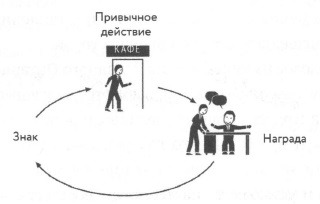 Привычное
действие
КАФЕ
Знак
Награда